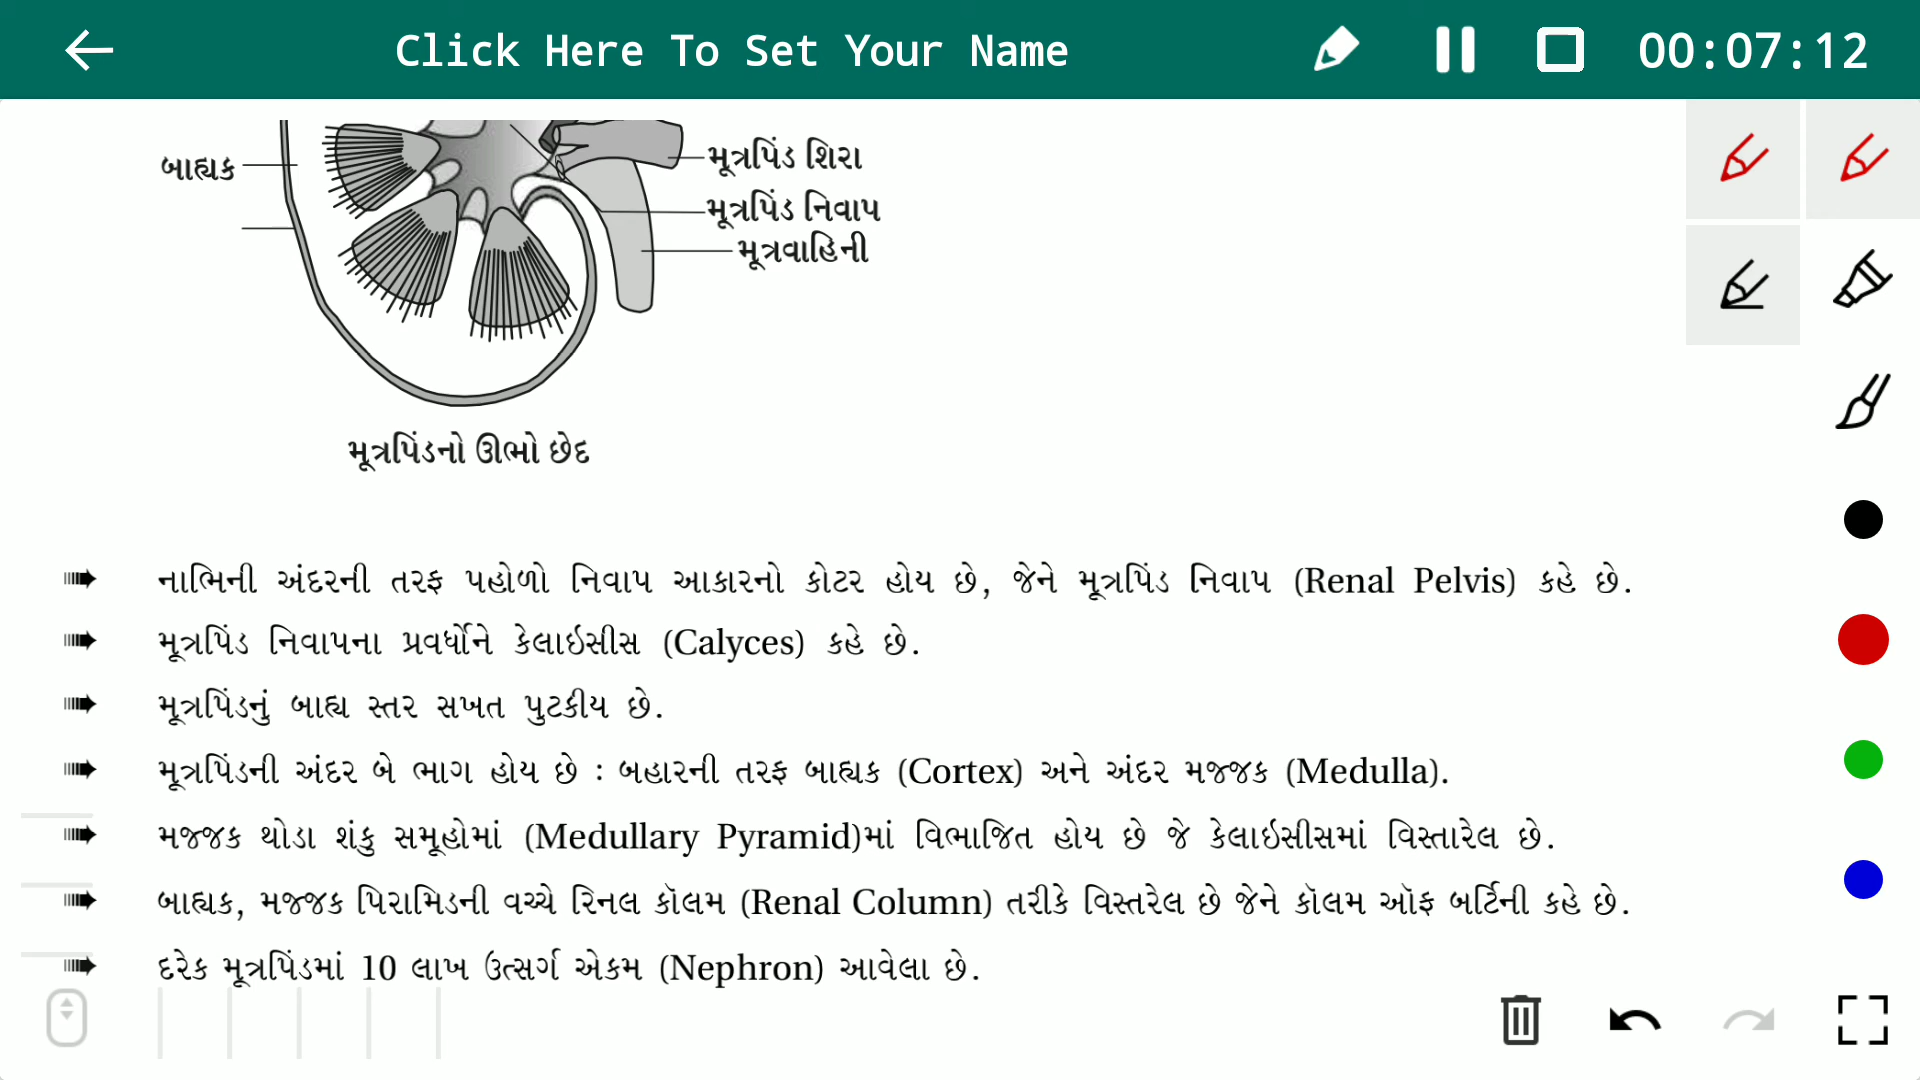 Click Here To Set Your Name
00:07:12
બાહ્યક
મૂત્રપિંડ શિરા
મૂત્રપિંડ નિવાપ
મૂત્રવાહિની
મૂત્રપિંડનો ઊભો છેદ
નાભિની અંદરની તરફ પહોળો નિવાપ આકારનો કોટર હોય છે, જેને મૂત્રપિંડ નિવાપ (Renal Pelvis) કહે છે.
મૂત્રપિંડ નિવાપના પ્રવર્ધોને કેલાઇસીસ (Calyces) કહે છે.
મૂત્રપિંડનું બાહ્ય સ્તર સખત પુટકીય છે.
મૂત્રપિંડની અંદર બે ભાગ હોય છે : બહારની તરફ બાહ્યક (Cortex) અને અંદર મજ્જક (Medulla).
મજ્જક થોડા શંકુ સમૂહોમાં (Medullary Pyramid)માં વિભાજિત હોય છે જે કેલાઇસીસમાં વિસ્તારેલ છે.
બાહ્યક, મજ્જક પિરામિડની વચ્ચે રિનલ કૉલમ (Renal Column) તરીકે વિસ્તરેલ છે જેને કૉલમ ઑફ બર્ટિની કહે છે.
દરેક મૂત્રપિંડમાં 10 લાખ ઉત્સર્ગ એકમ (Nephron) આવેલા છે.